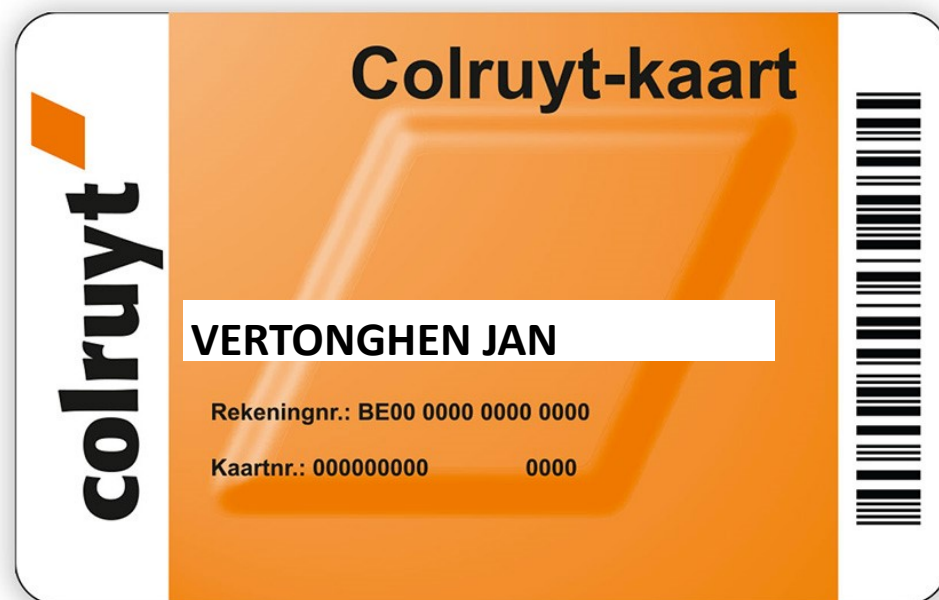 Colruyt-kaart
colruyt
VERTONGHEN JAN
Rekeningnr.: BE00 0000 0000 0000
Kaartnr.: 000000000 0000